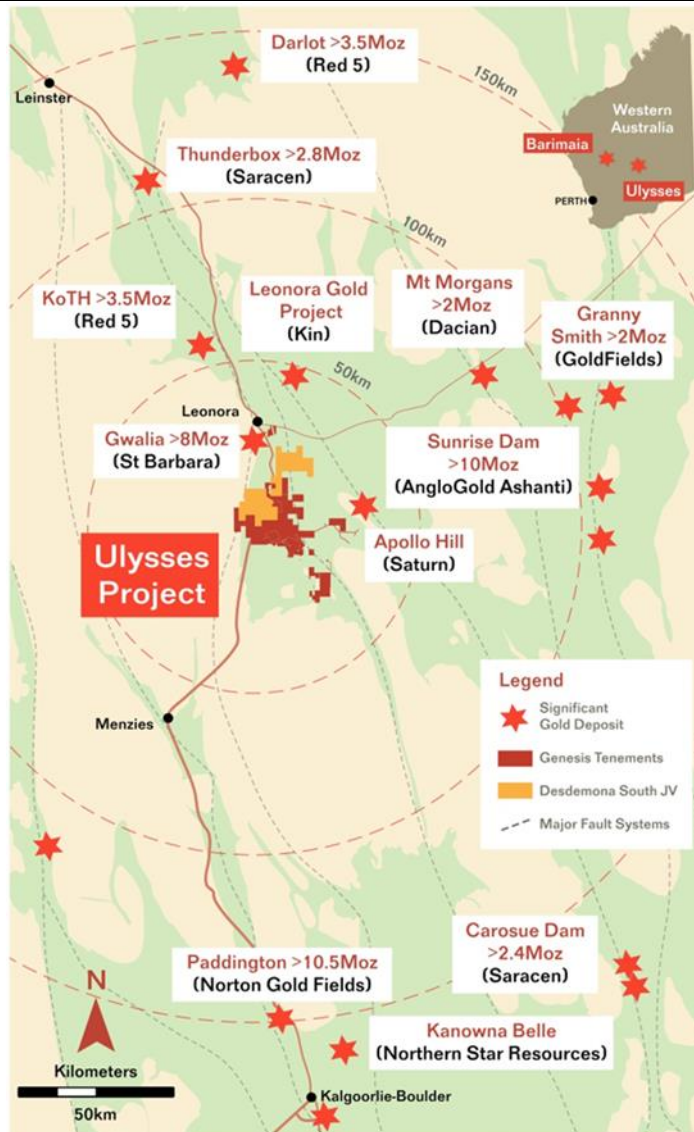 Darlot >3.5Moz
(Red 5)
150km
Leinster
Western
Australia
Barimaia
Ulysses
PERTH
Thunderbox >2.8Moz
(Saracen)
100km
KoTH >3.5Moz
(Red 5)
Leonora Gold
Project
(Kin)
Mt Morgans
>2Moz
(Dacian)
Granny
Smith >2Moz
(GoldFields)
50km
Leonora
Gwalia >8Moz
(St Barbara)
Sunrise Dam
>10Moz
(AngloGold Ashanti)
Apollo Hill
(Saturn)
Ulysses
Project
Legend
Significant
Gold Deposit
Genesis Tenements
Desdemona South JV
Major Fault Systems
Menzies
Carosue Dam
>2.4Moz
(Saracen)
Paddington >10.5Moz
(Norton Gold Fields)
N
Kanowna Belle
(Northern Star Resources)
Kilometers
50km
Kalgoorlie-Boulder